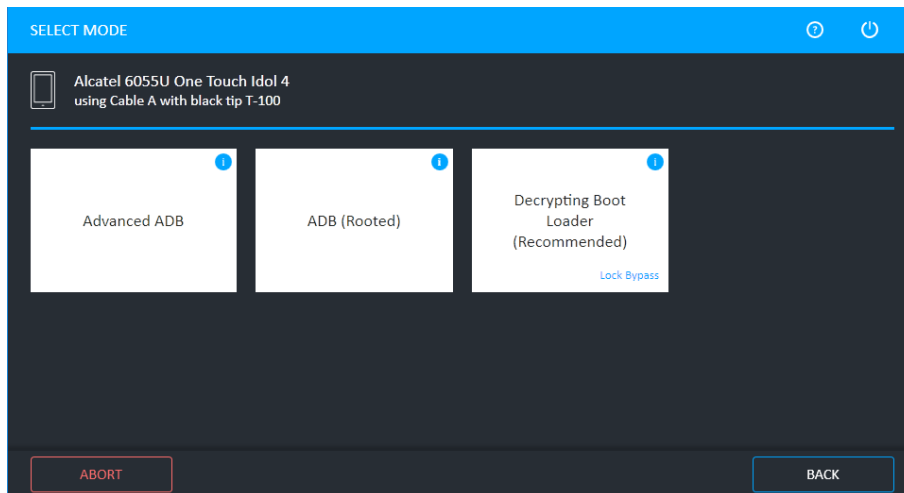 SELECT MODE
Alcatel 6055U One Touch Idol 4
using Cable A with black tip T-100
Advanced ADB
ADB (Rooted)
Decrypting Boot
Loader
(Recommended)
Lock Bypass
ABORT
BACK